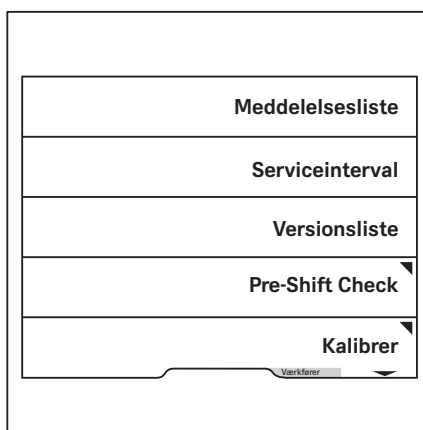 Meddelelsesliste
Serviceinterval
Versionsliste
Pre-Shift Check
Kalibrer
Værkfører